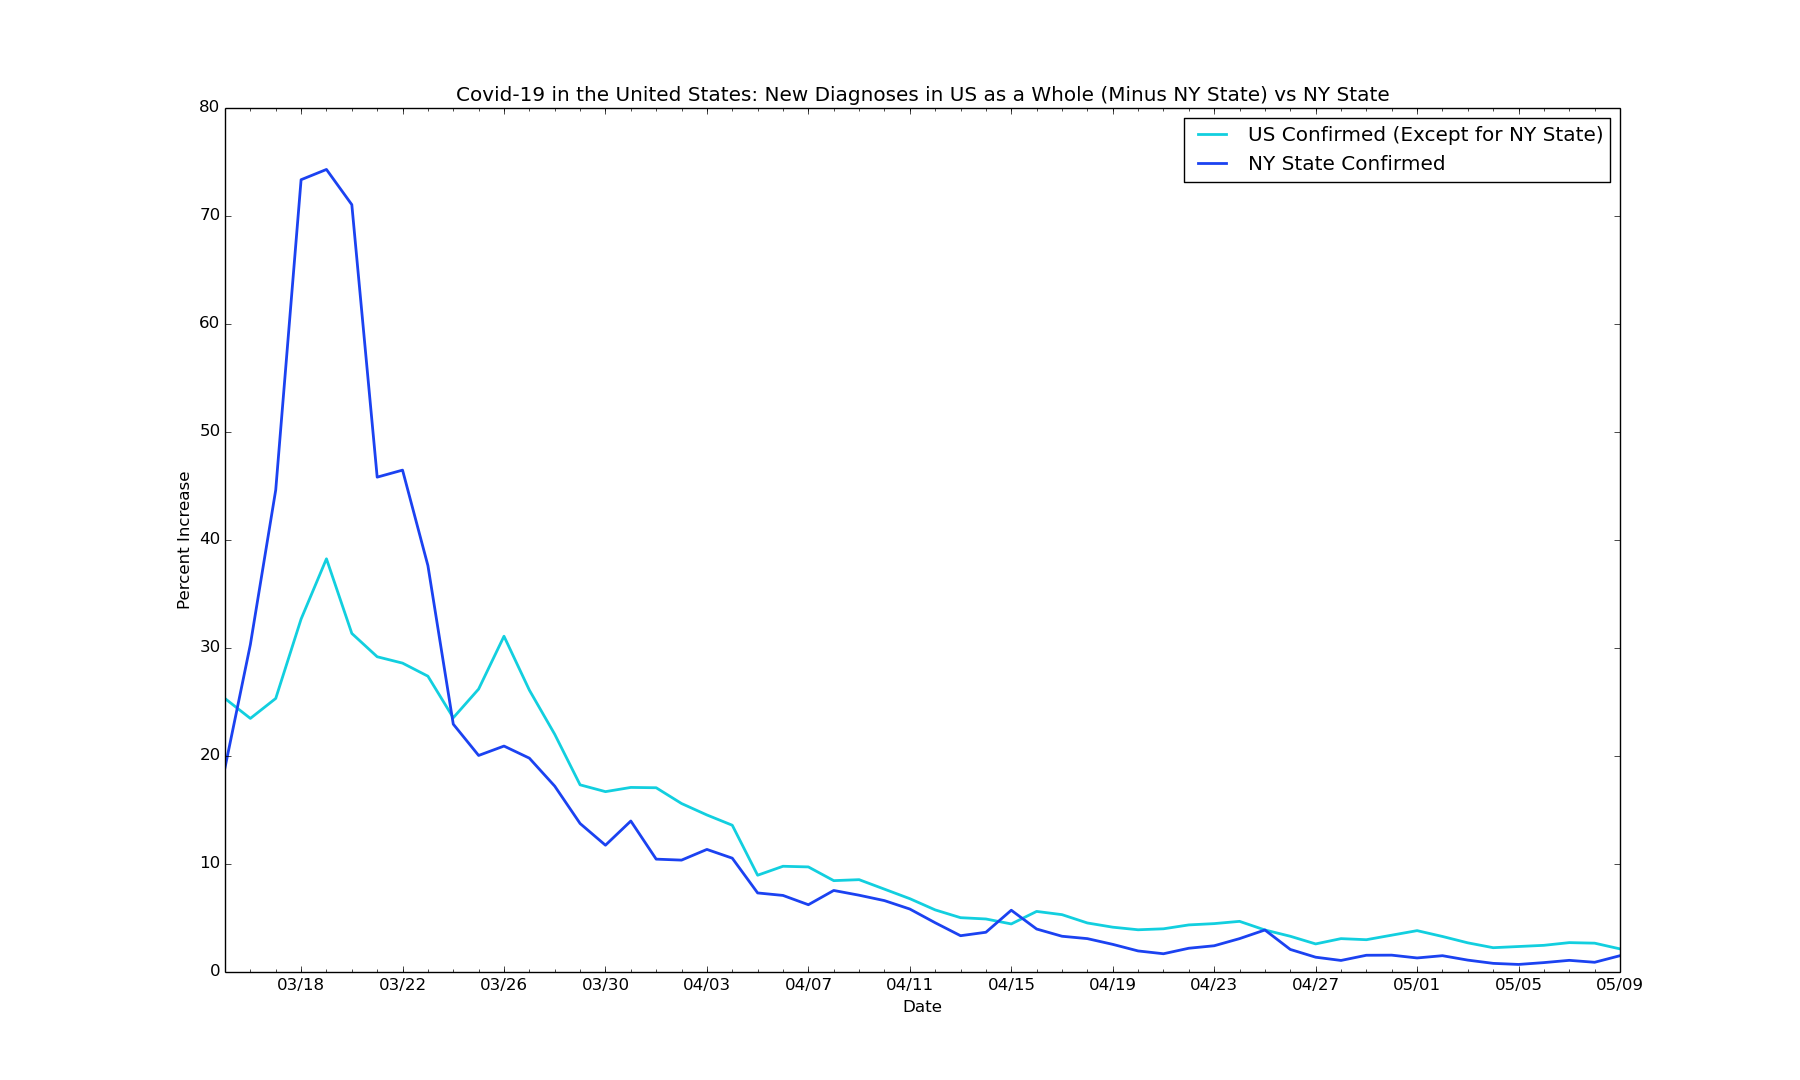 Covid-19 in the United States: New Diagnoses in US as a Whole (Minus NY State) vs NY State
US Confirmed (Except for NY State)
NY State Confirmed
80
70
60
50
40
30
20
10
0
Percent Increase
03/18 03/22 03/26 03/30 04/03 04/07 04/11 04/15 04/19 04/23 04/27 05/01 05/05 05/09
Date